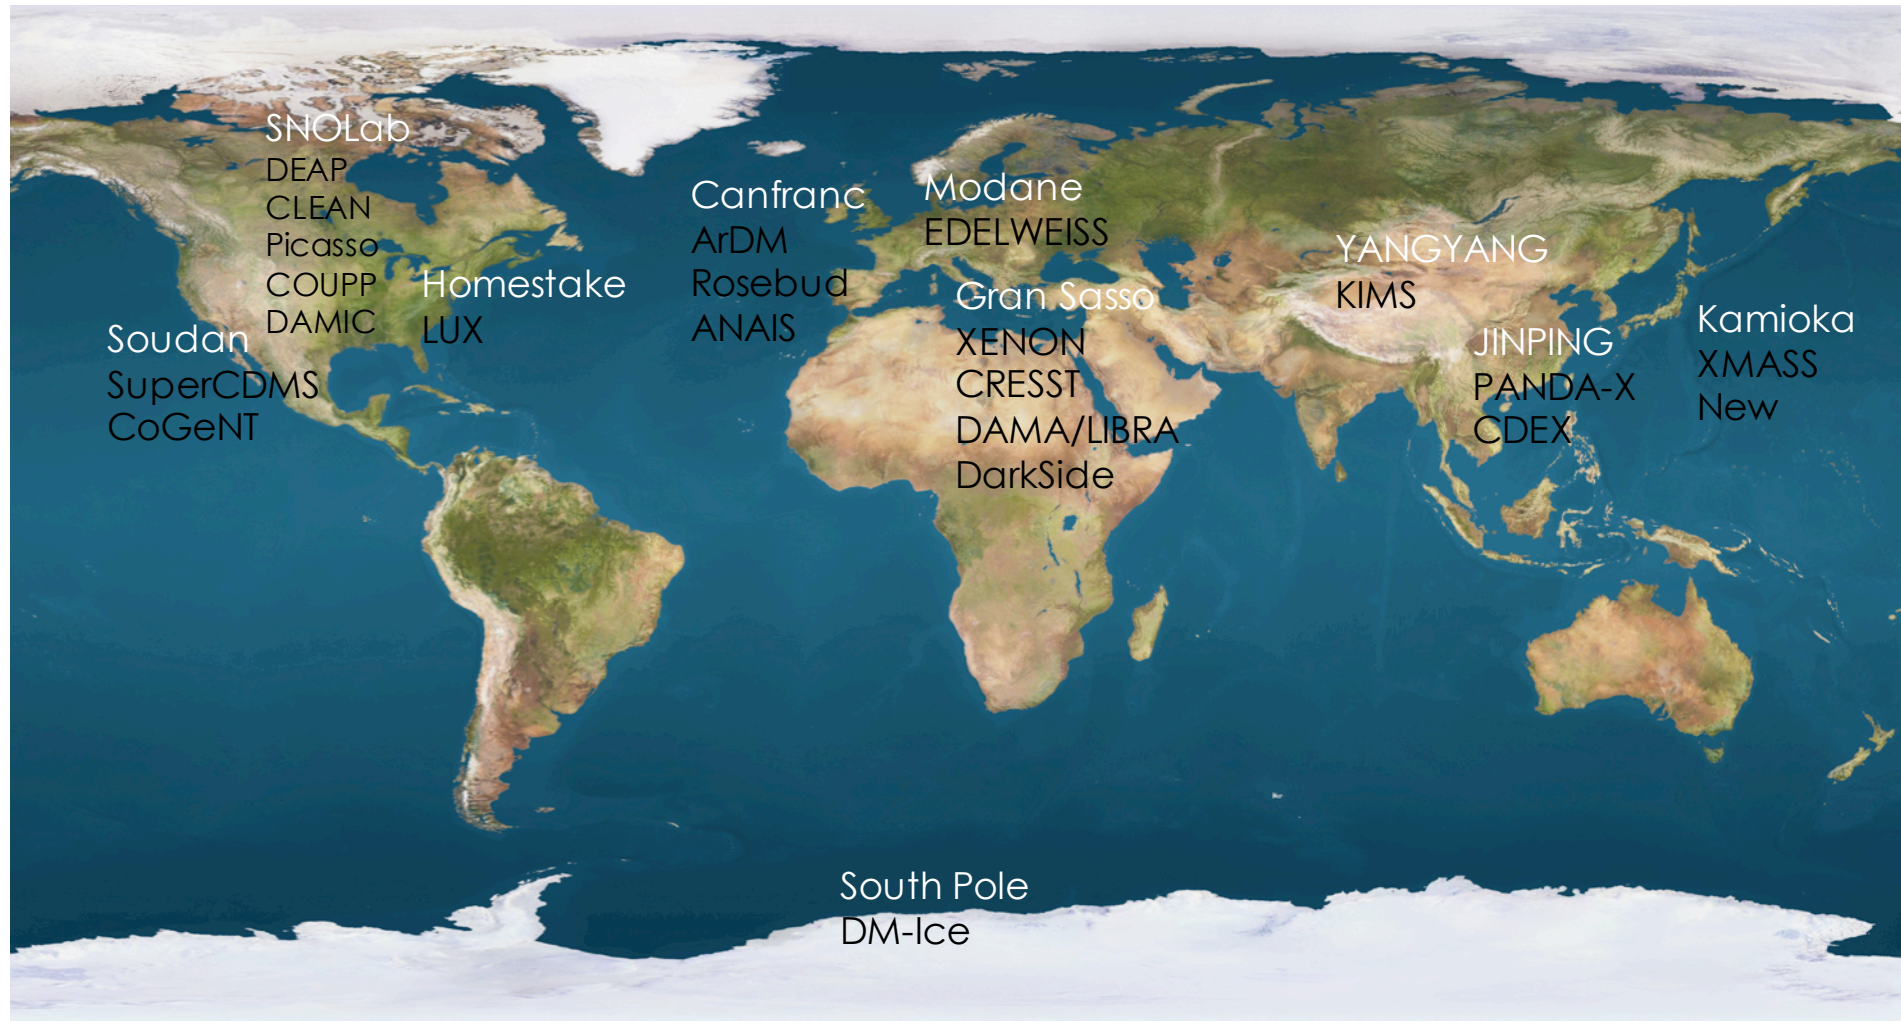 SNOLab
DEAP
CLEAN
Picasso
COUPP
DAMIC
Soudan
SuperCDMS
CoGeNT
Homestake
LUX
Canfranc
ArDM
Rosebud
ANAIS
Modane
EDELWEISS
Gran Sasso
XENON
CRESST
DAMA/LIBRA
DarkSide
YANGYANG
KIMS
JINPING
PANDA-X
CDEX
Kamioka
XMASS
New
South Pole
DM-Ice